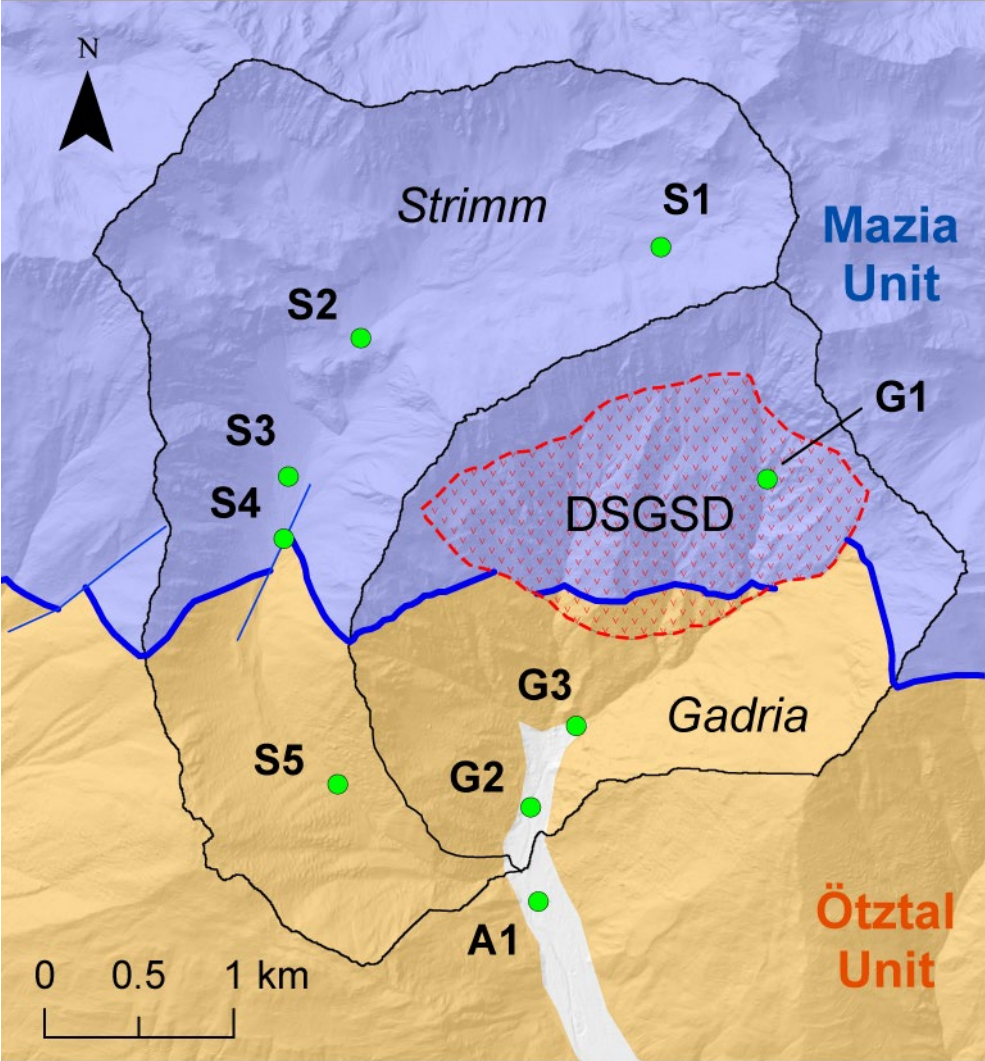 N
Strimm
S1
Mazia
Unit
S2
G1
S3
S4
DSGSD
G3
Gadria
S5
G2
Ötztal
Unit
A1
0 0.5 1 km